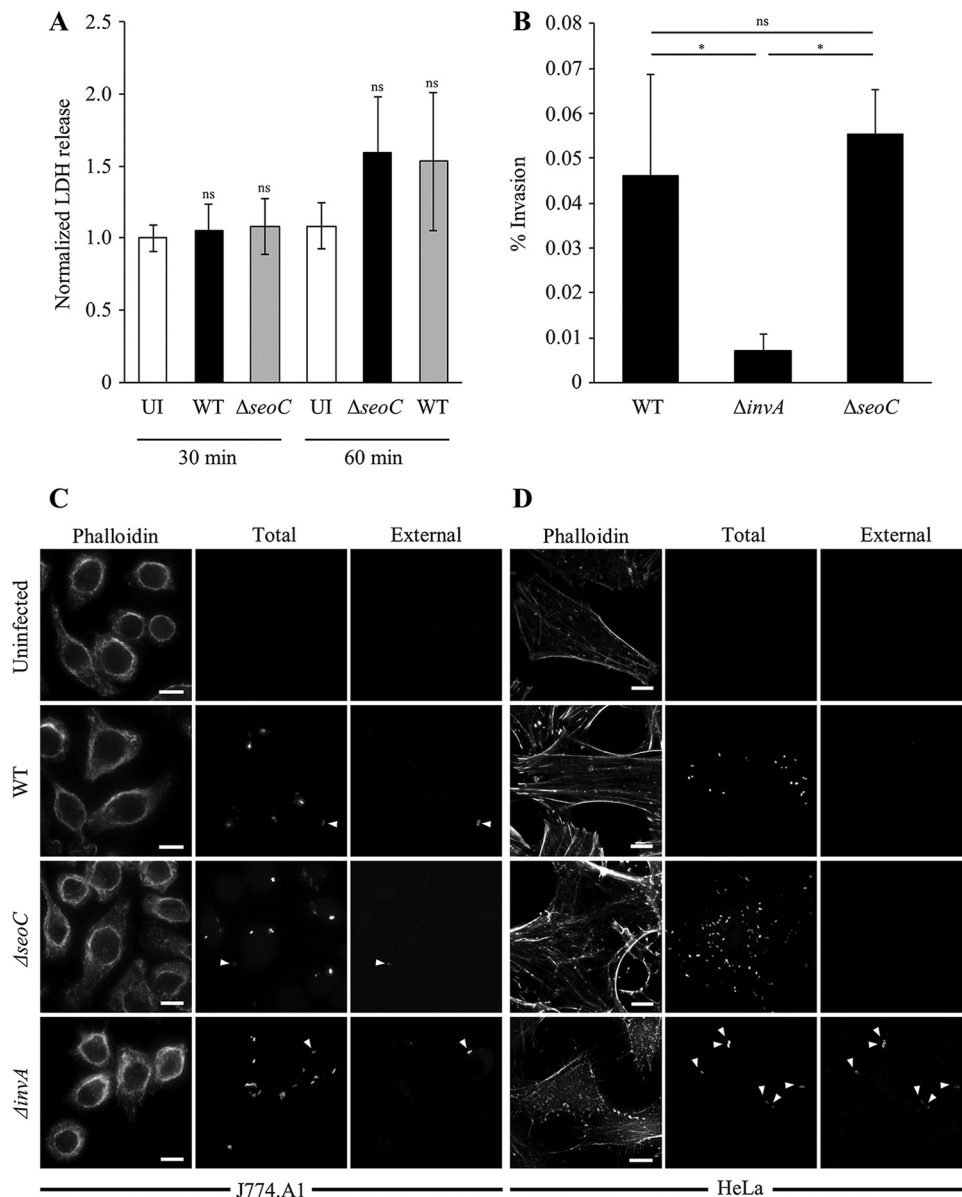 A
2.5
2.0
1.5
1.0
0.5
0
Normalized LDH release
ns
ns
ns
ns
UI
WT
ΔseoC
UI
ΔseoC
WT
30 min
60 min
B
0.08
0.07
0.06
0.05
0.04
0.03
0.02
0.01
0
% Invasion
ns
*
*
WT
ΔinvA
ΔseoC
C
Phalloidin
Total
External
D
Phalloidin
Total
External
Uninfected
WT
ΔseoC
ΔinvA
J774.A1
HeLa